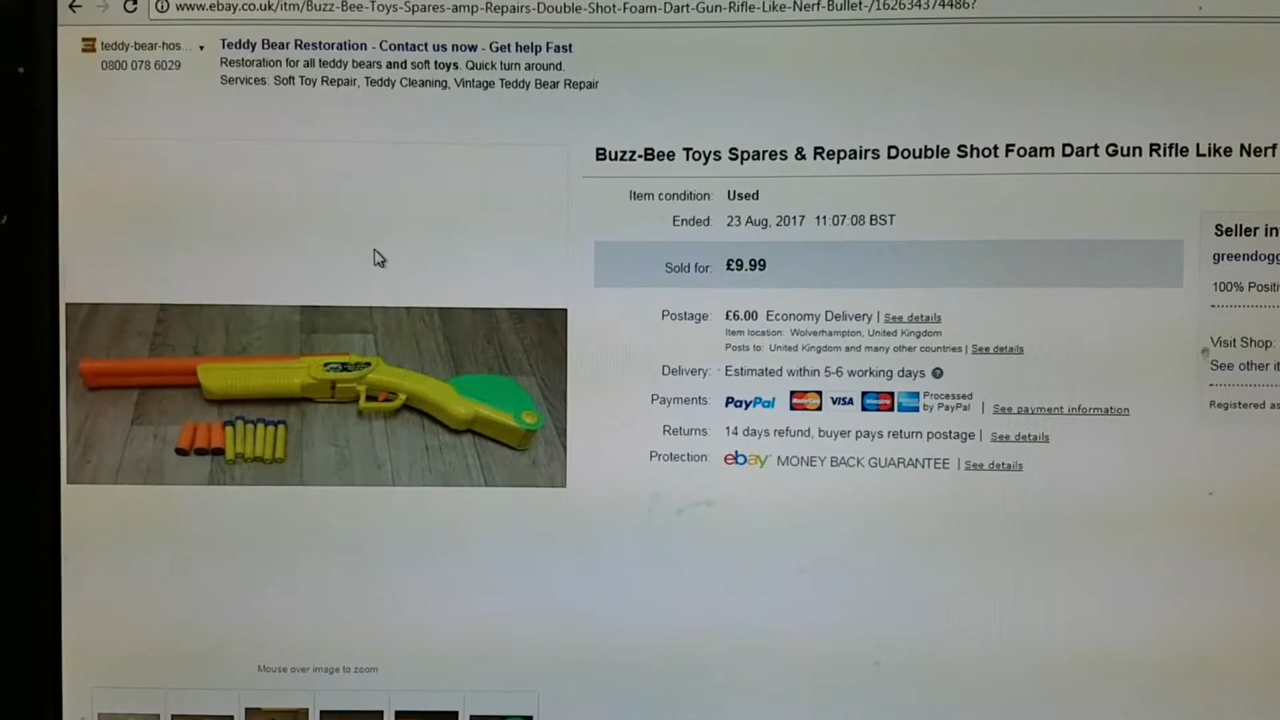 www.ebay.co.uk/itm/Buzz-Bee-Toys-Spares-amp-Repairs-Double-Shot-Foam-Dart-Gun-Rifle-Like-Nerf-Bullet-/162634374486?
teddy-bear-hos...
0800 078 6029
Teddy Bear Restoration - Contact us now - Get help Fast
Restoration for all teddy bears and soft toys. Quick turn around.
Services: Soft Toy Repair, Teddy Cleaning, Vintage Teddy Bear Repair
Buzz-Bee Toys Spares & Repairs Double Shot Foam Dart Gun Rifle Like Nerf
Item condition: Used
Ended: 23 Aug, 2017 11:07:08 BST
Sold for: £9.99
Postage: £6.00 Economy Delivery | See details
Item location: Wolverhampton, United Kingdom
Posts to: United Kingdom and many other countries | See details
Delivery: Estimated within 5-6 working days
Payments: PayPal MasterCard VISA Maestro Processed by PayPal | See payment information
Returns: 14 days refund, buyer pays return postage | See details
Protection: ebay MONEY BACK GUARANTEE | See details
Seller in
greendogg
100% Positi
Visit Shop:
See other it
Registered as
Mouse over image to zoom